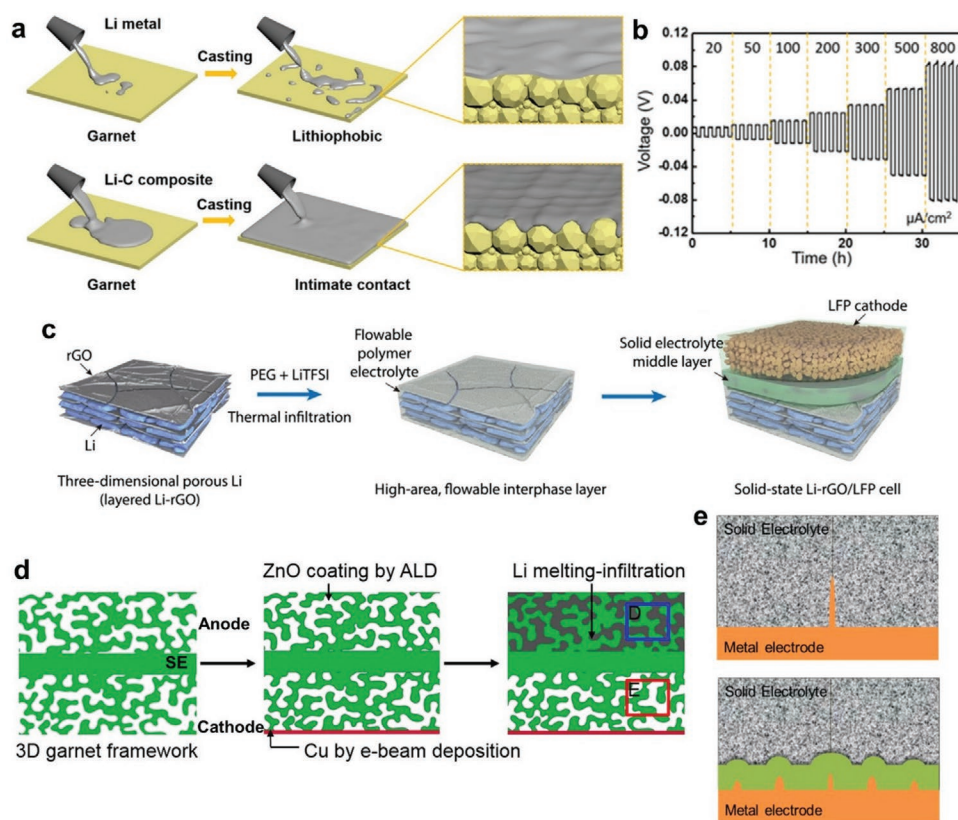 a
Li metal
Casting
Garnet
Lithiophobic
Li-C composite
Casting
Garnet
Intimate contact
b
20 50 100 200 300 500 800
0.12
0.08
0.04
0.00
-0.04
-0.08
-0.12
Voltage (V)
μA/cm²
0 10 20 30
Time (h)
c
rGO
Li
Three-dimensional porous Li
(layered Li-rGO)
PEG + LiTFSI
Thermal infiltration
Flowable
polymer
electrolyte
High-area, flowable interphase layer
LFP cathode
Solid electrolyte
middle layer
Solid-state Li-rGO/LFP cell
d
ZnO coating by ALD
Li melting-infiltration
Anode
SE
Cathode
D
E
3D garnet framework
Cu by e-beam deposition
e
Solid Electrolyte
Metal electrode
Solid Electrolyte
Metal electrode